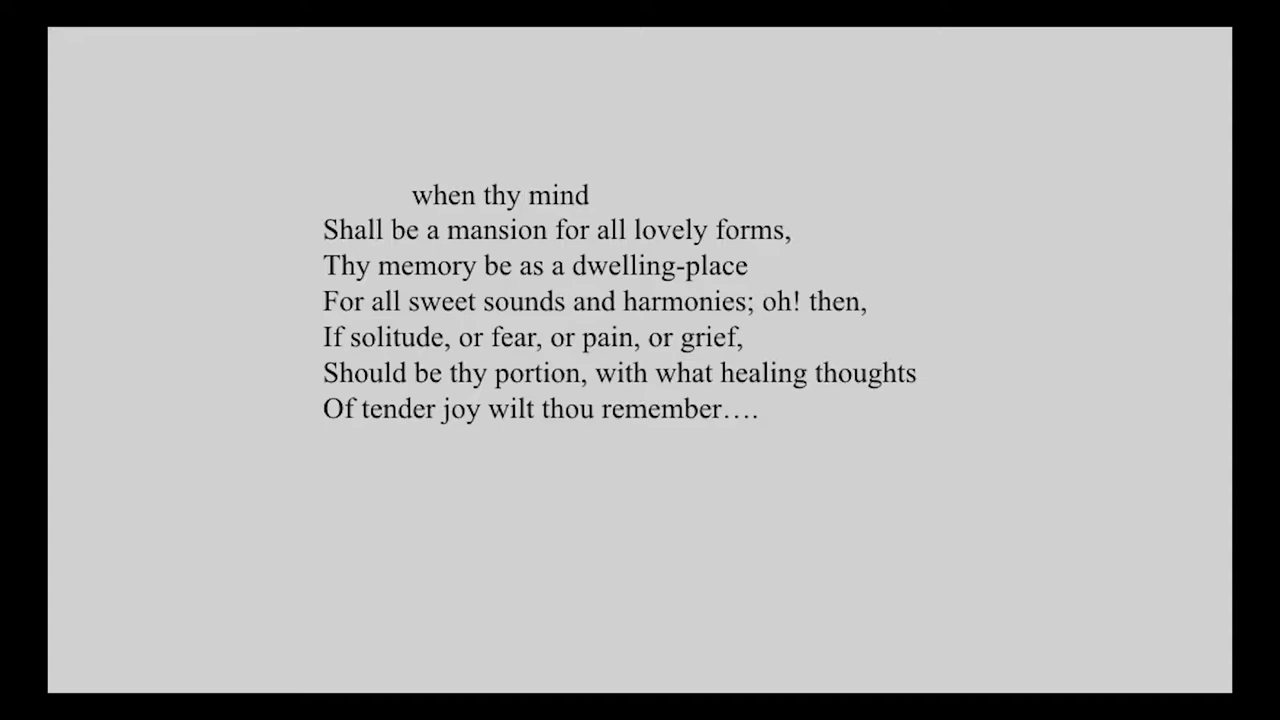 when thy mind
Shall be a mansion for all lovely forms,
Thy memory be as a dwelling-place
For all sweet sounds and harmonies; oh! then,
If solitude, or fear, or pain, or grief,
Should be thy portion, with what healing thoughts
Of tender joy wilt thou remember….